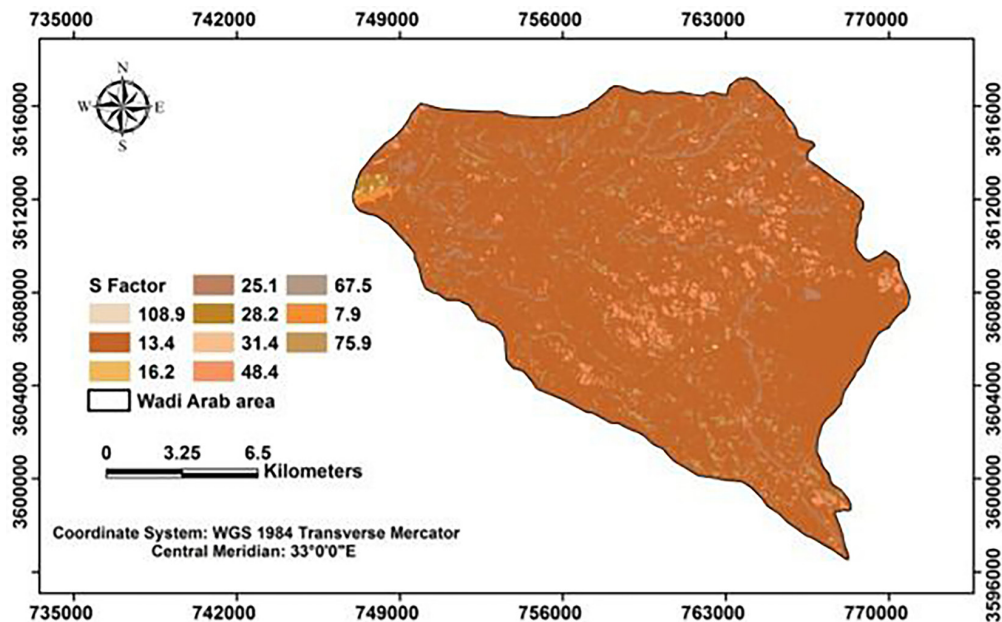 735000 742000 749000 756000 763000 770000
N
W E
S
3616000 3616000
3612000 3612000
3608000 3608000
3604000 3604000
3600000 3600000
3596000
S Factor 25.1 67.5
108.9 28.2 7.9
13.4 31.4 75.9
16.2 48.4
Wadi Arab area
0 3.25 6.5
Kilometers
Coordinate System: WGS 1984 Transverse Mercator
Central Meridian: 33°0'0"E
735000 742000 749000 756000 763000 770000